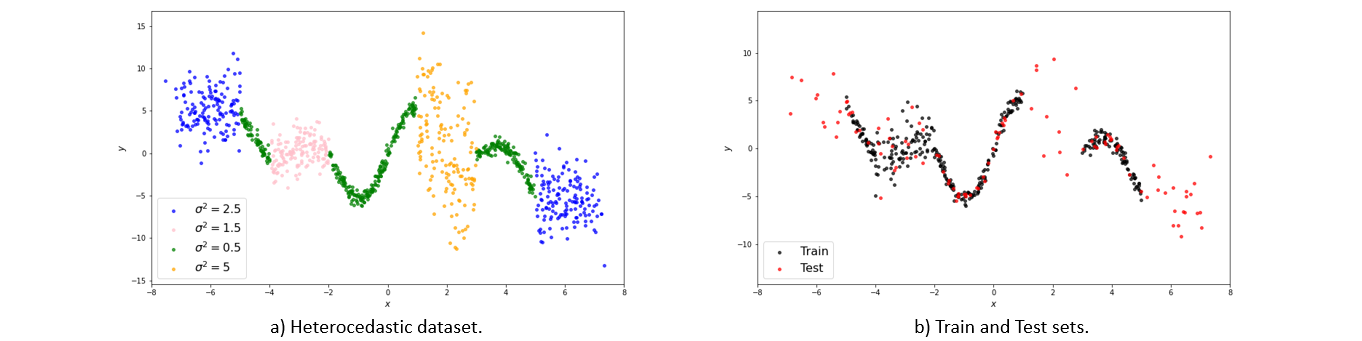 15
10
5
0
−5
−10
−15
y
σ² = 2.5
σ² = 1.5
σ² = 0.5
σ² = 5
−8 −6 −4 −2 0 2 4 6 8
x
a) Heterocedastic dataset.
10
5
0
−5
−10
y
Train
Test
−8 −6 −4 −2 0 2 4 6 8
x
b) Train and Test sets.